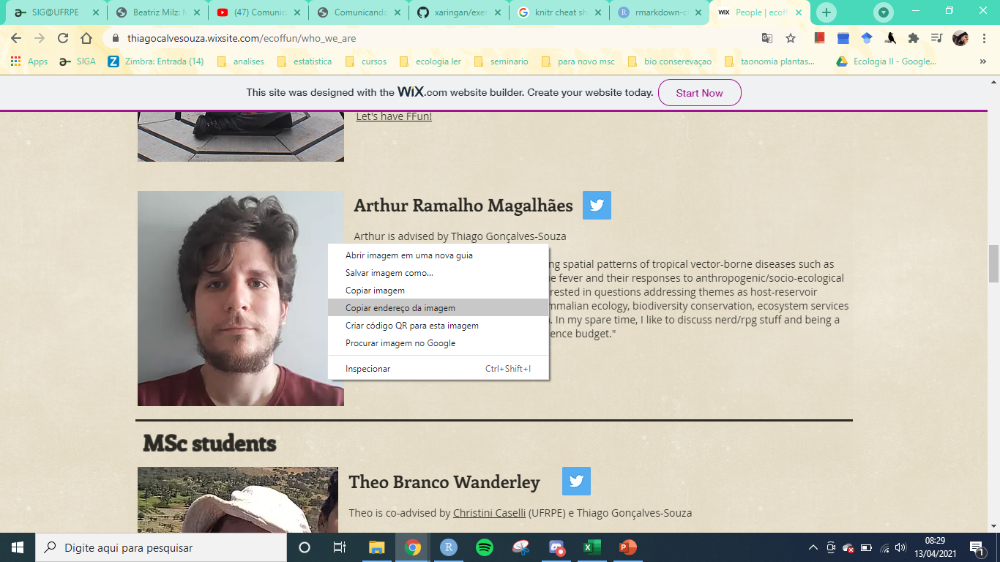 SIG@UFRPE
Beatriz Milz: M
(47) Comunic
Comunicando
xaringan/exer
knitr cheat sh
rmarkdown-c
WiX People | ecoff
thiagocalvesouza.wixsite.com/ecoffun/who_we_are
Apps
SIGA
Z Zimbra: Entrada (14)
analises
estatistica
cursos
ecologia ler
seminario
para novo msc
bio conserevaçao
taonomia plantas...
Ecologia II - Google...
»
This site was designed with the WiX.com website builder. Create your website today.
Start Now
Let's have FFun!
Arthur Ramalho Magalhães
Arthur is advised by Thiago Gonçalves-Souza
ng spatial patterns of tropical vector-borne diseases such as
e fever and their responses to anthropogenic/socio-ecological
rested in questions addressing themes as host-reservoir
mmalian ecology, biodiversity conservation, ecosystem services
. In my spare time, I like to discuss nerd/rpg stuff and being a
ence budget."
Abrir imagem em uma nova guia
Salvar imagem como...
Copiar imagem
Copiar endereço da imagem
Criar código QR para esta imagem
Procurar imagem no Google
Inspecionar Ctrl+Shift+I
MSc students
Theo Branco Wanderley
Theo is co-advised by Christini Caselli (UFRPE) e Thiago Gonçalves-Souza
Digite aqui para pesquisar
R
08:29
13/04/2021
1